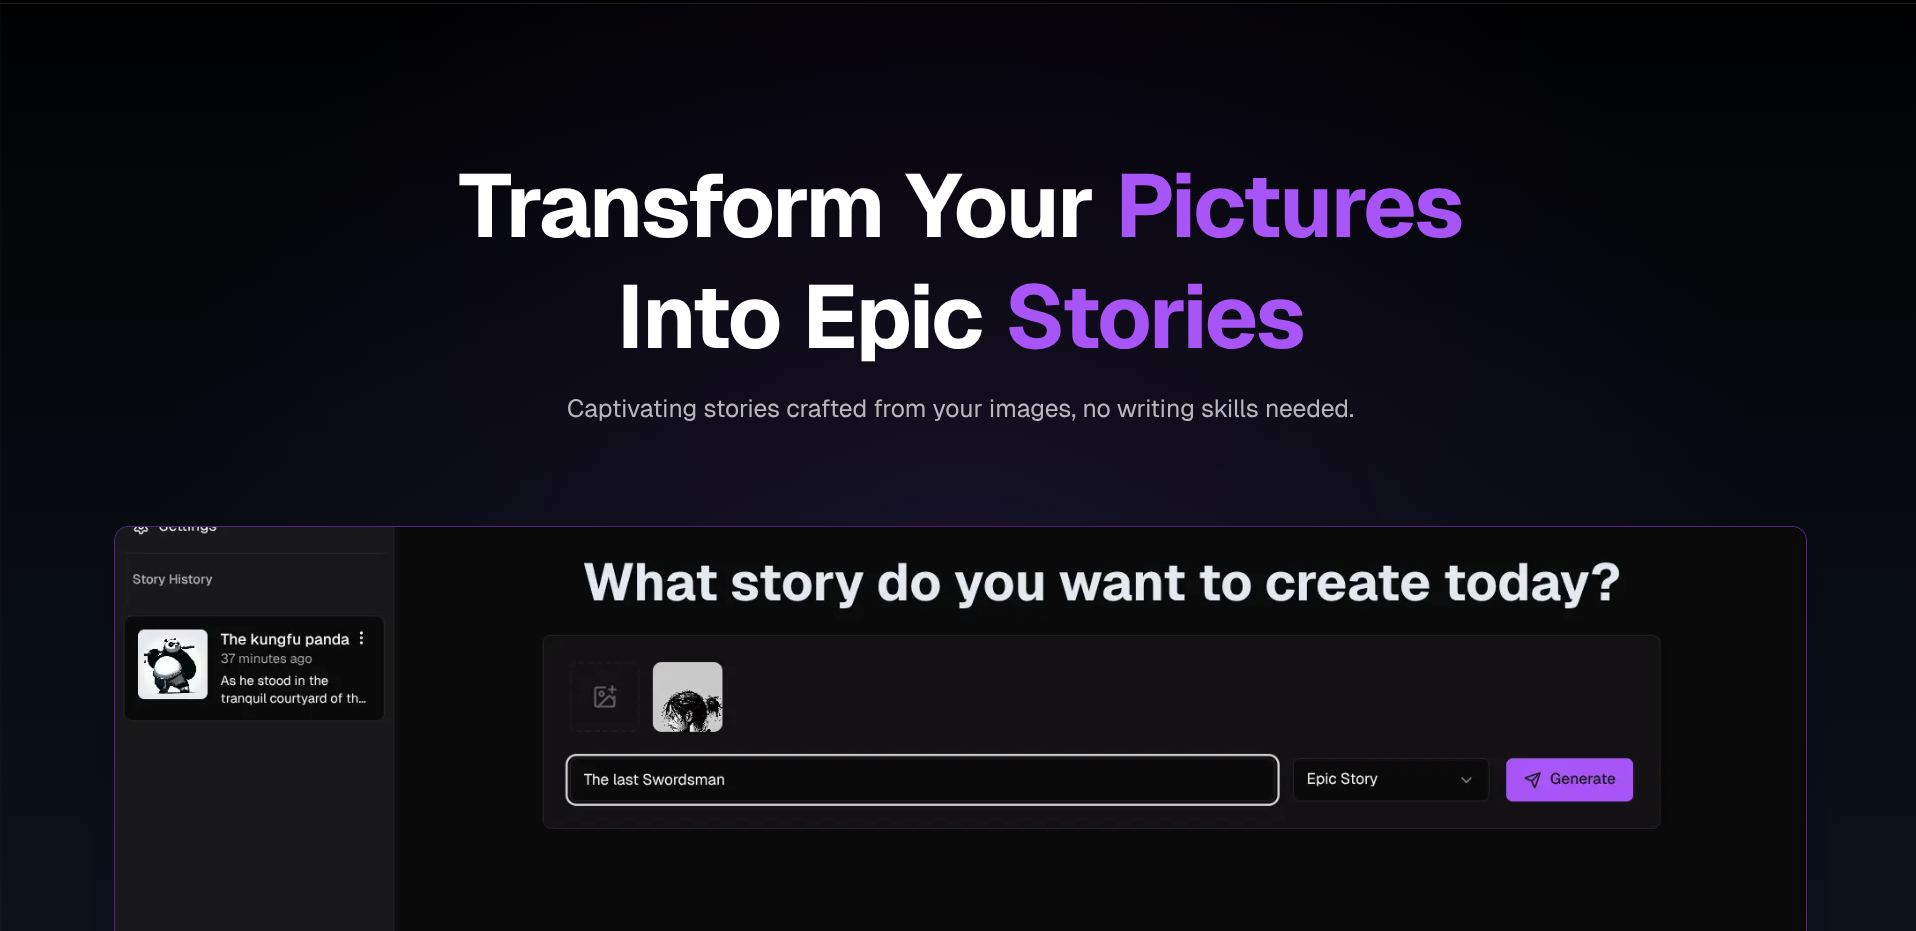 Transform Your Pictures
Into Epic Stories
Captivating stories crafted from your images, no writing skills needed.
Settings
Story History
The kungfu panda
37 minutes ago
As he stood in the
tranquil courtyard of th...
What story do you want to create today?
The last Swordsman
Epic Story
Generate